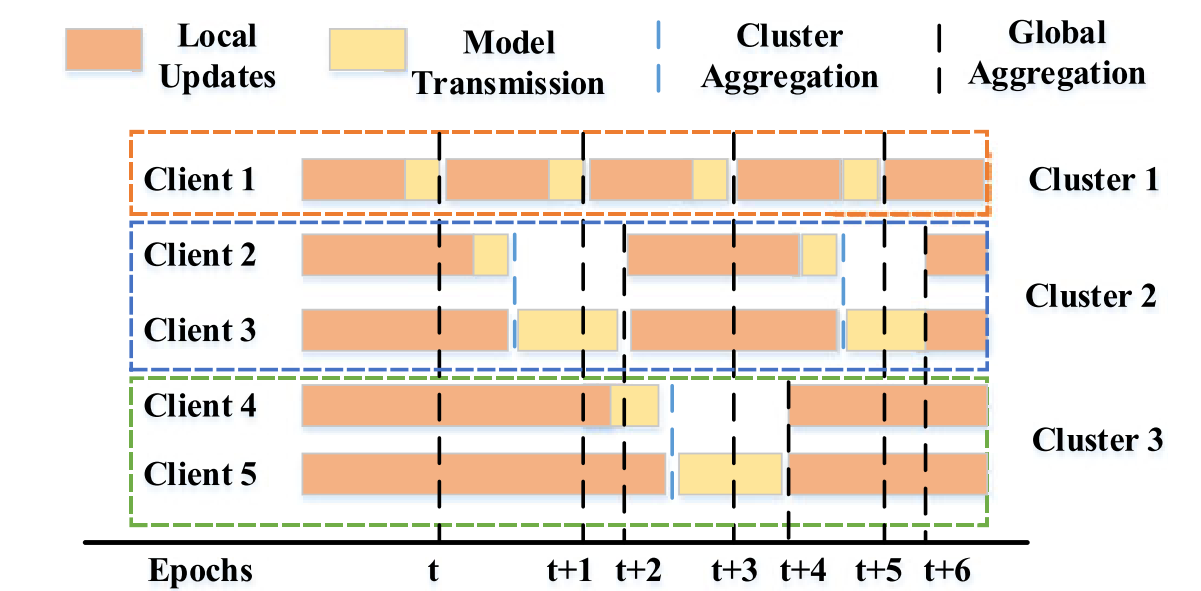 Local Updates
Model Transmission
Cluster Aggregation
Global Aggregation
Client 1
Cluster 1
Client 2
Client 3
Cluster 2
Client 4
Client 5
Cluster 3
Epochs t t+1 t+2 t+3 t+4 t+5 t+6